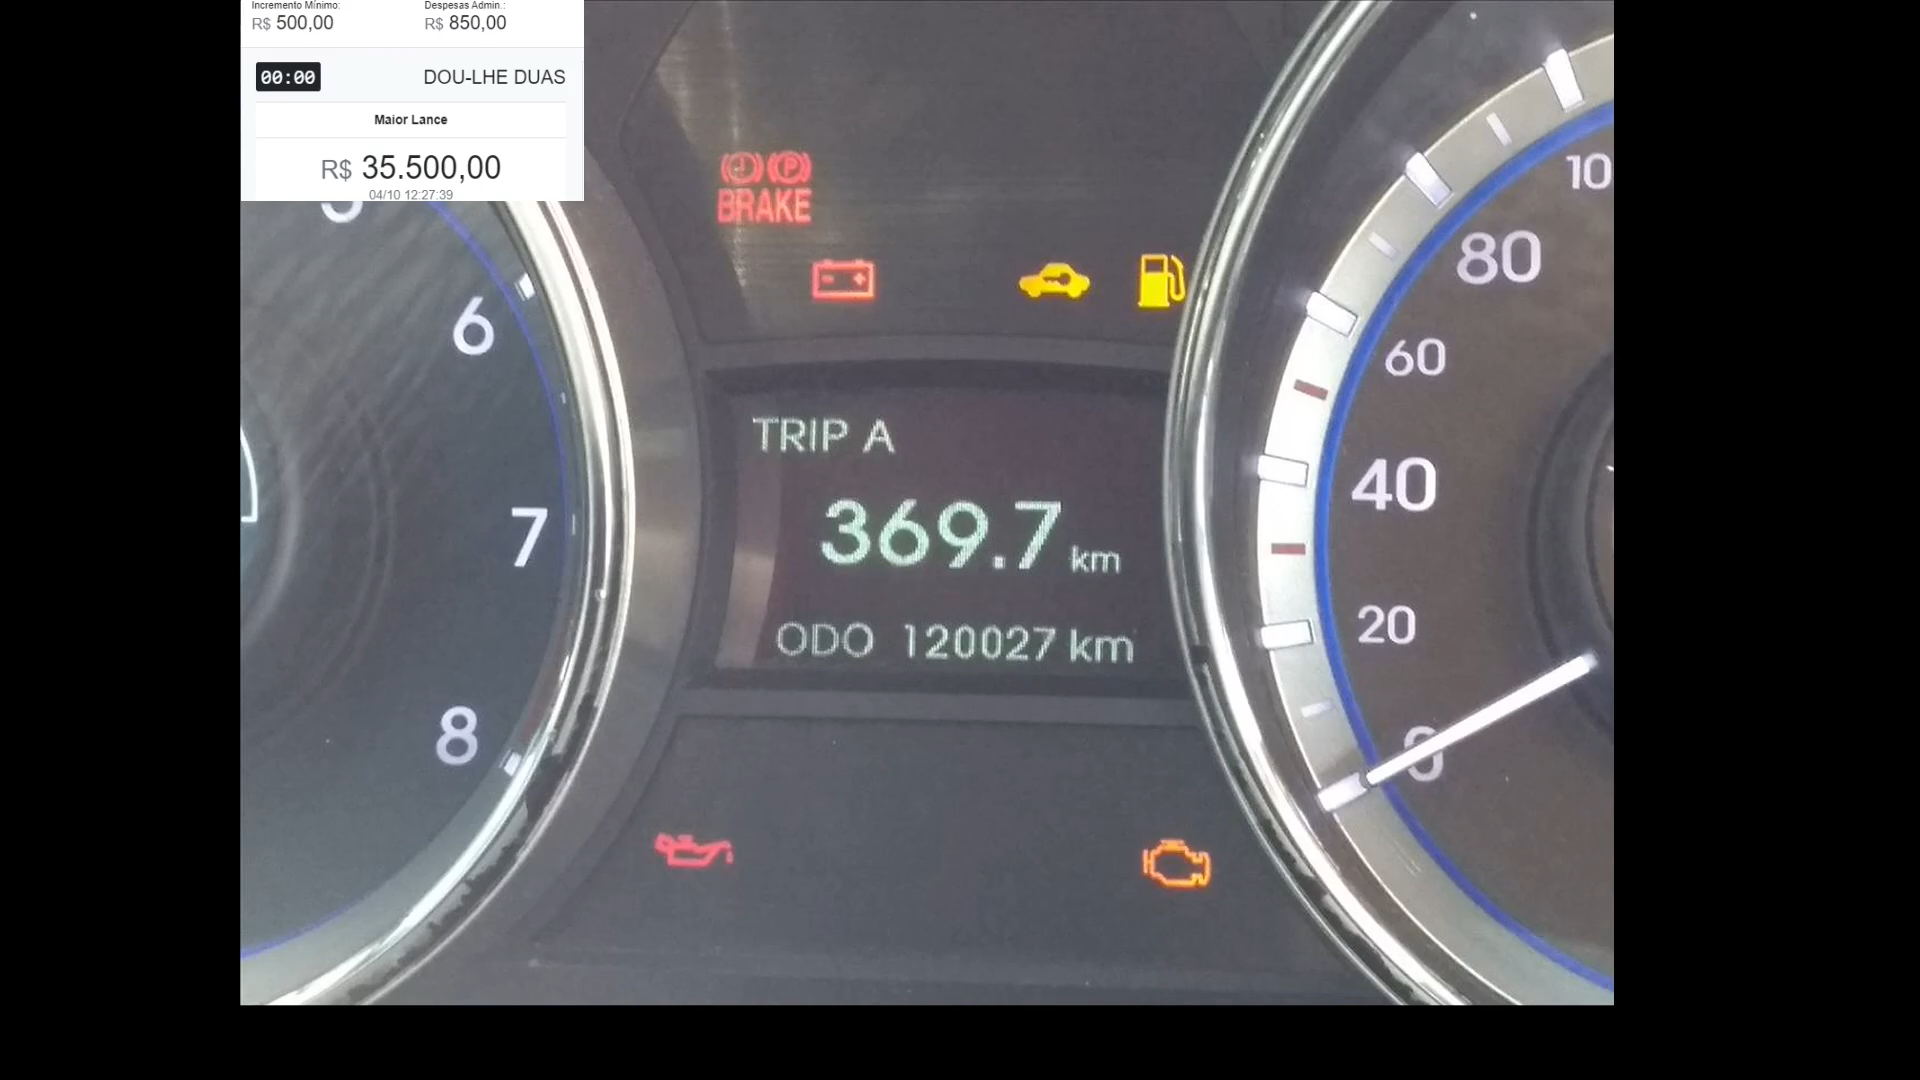 Incremento Mínimo:
Despesas Admin.:
R$ 500,00
R$ 850,00
00:00
DOU-LHE DUAS
Maior Lance
R$ 35.500,00
04/10 12:27:39
BRAKE
6
7
8
TRIP A
369.7 km
ODO 120027 km
80
60
40
20
0